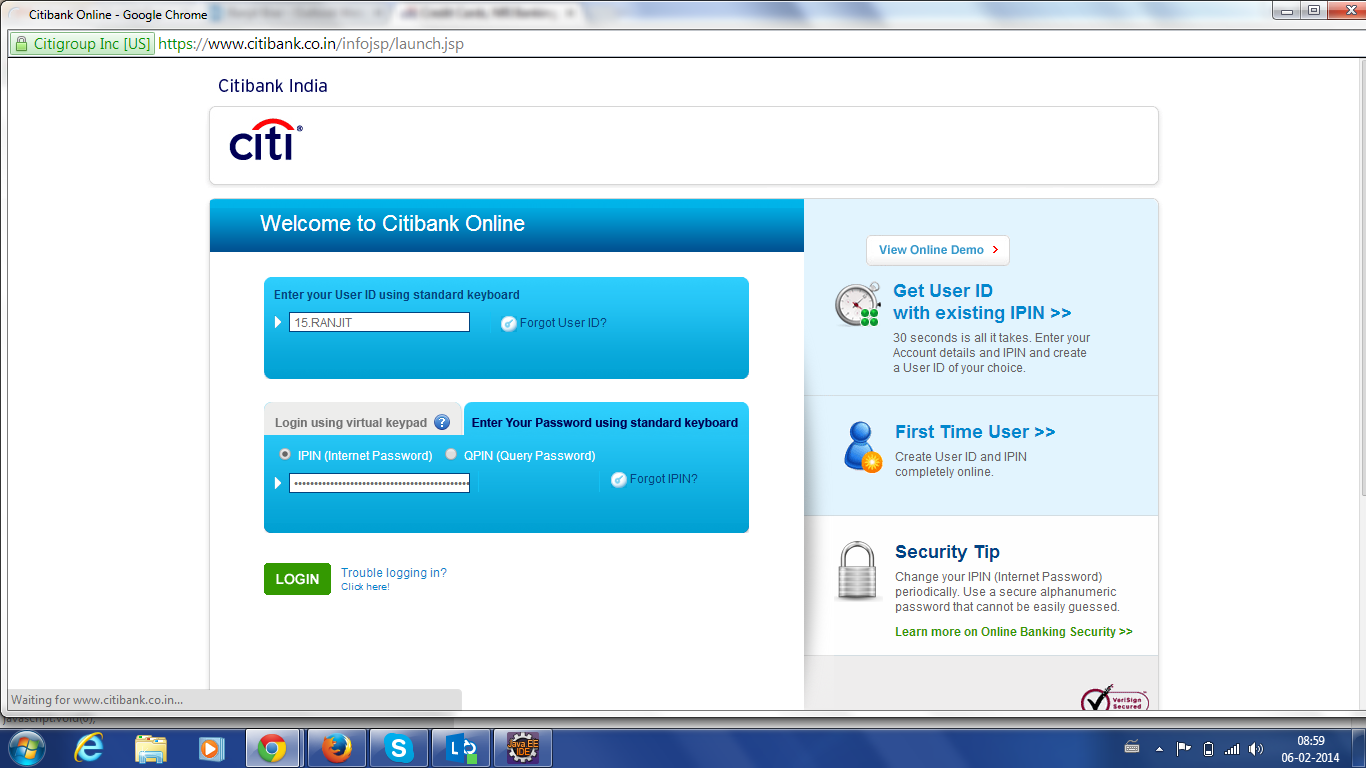 Citibank Online - Google Chrome
Citigroup Inc [US] https://www.citibank.co.in/infojsp/launch.jsp
Citibank India
citi®
Welcome to Citibank Online
View Online Demo
Enter your User ID using standard keyboard
15.RANJIT
Forgot User ID?
Login using virtual keypad ?
Enter Your Password using standard keyboard
IPIN (Internet Password)
QPIN (Query Password)
Forgot IPIN?
LOGIN
Trouble logging in?
Click here!
Get User ID
with existing IPIN >>
30 seconds is all it takes. Enter your
Account details and IPIN and create
a User ID of your choice.
First Time User >>
Create User ID and IPIN
completely online.
Security Tip
Change your IPIN (Internet Password)
periodically. Use a secure alphanumeric
password that cannot be easily guessed.
Learn more on Online Banking Security >>
VeriSign
Secured
Waiting for www.citibank.co.in...
javascript:void(0);
Java EE
IDE
08:59
06-02-2014